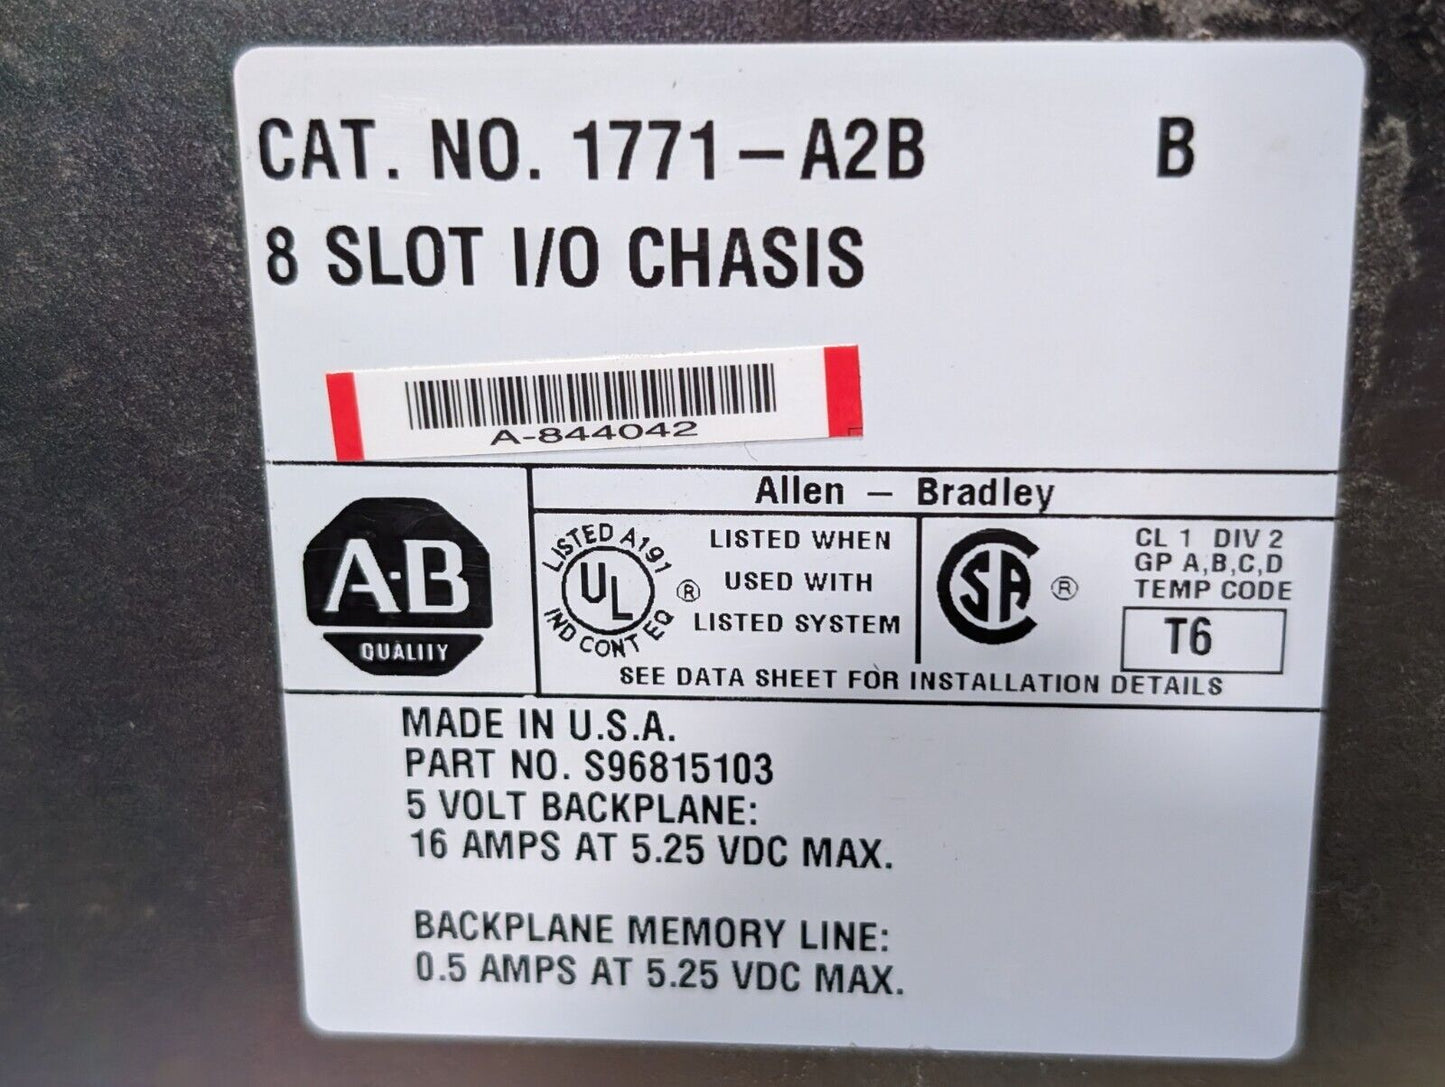 CAT. NO. 1771-A2B B
8 SLOT I/O CHASIS
A-844042
Allen - Bradley
A-B
QUALITY
LISTED A191
UL
IND CONT EQ
®
LISTED WHEN
USED WITH
LISTED SYSTEM
SA ®
CL 1 DIV 2
GP A,B,C,D
TEMP CODE
T6
SEE DATA SHEET FOR INSTALLATION DETAILS
MADE IN U.S.A.
PART NO. S96815103
5 VOLT BACKPLANE:
16 AMPS AT 5.25 VDC MAX.
BACKPLANE MEMORY LINE:
0.5 AMPS AT 5.25 VDC MAX.